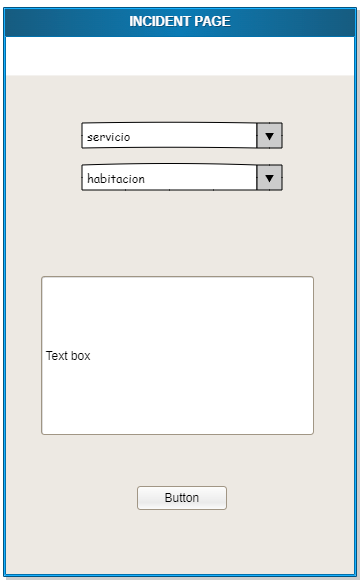 INCIDENT PAGE
servicio
habitacion
Text box
Button